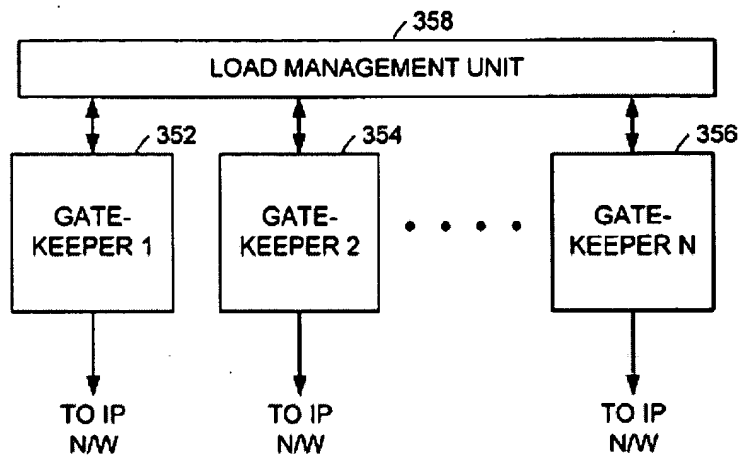 358
LOAD MANAGEMENT UNIT
352
354
356
GATE-
KEEPER 1
GATE-
KEEPER 2
GATE-
KEEPER N
TO IP
N/W
TO IP
N/W
TO IP
N/W